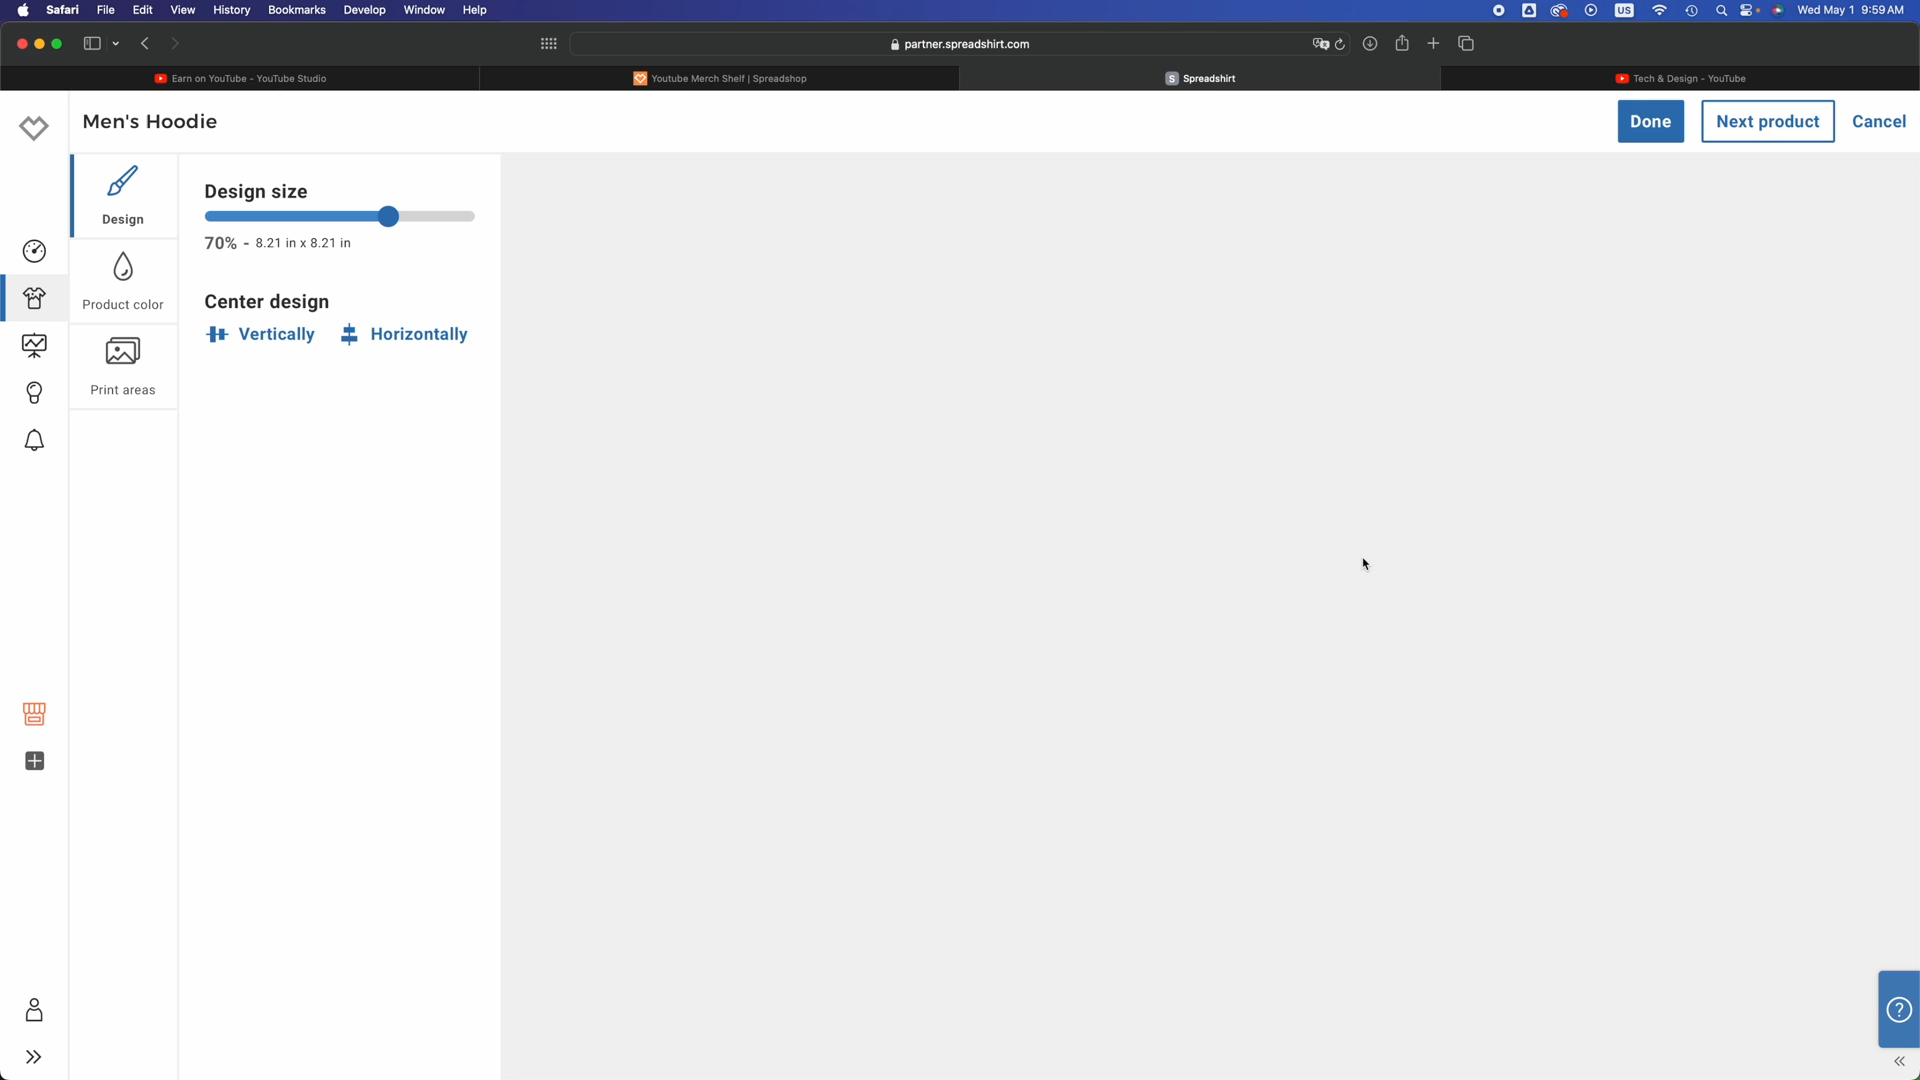 Safari File Edit View History Bookmarks Develop Window Help US Wed May 1 9:59 AM
partner.spreadshirt.com
Earn on YouTube - YouTube Studio
Youtube Merch Shelf | Spreadshop
S Spreadshirt
Tech & Design - YouTube
Men's Hoodie
Done
Next product
Cancel
Design
Product color
Print areas
Design size
70% - 8.21 in x 8.21 in
Center design
Vertically
Horizontally
?